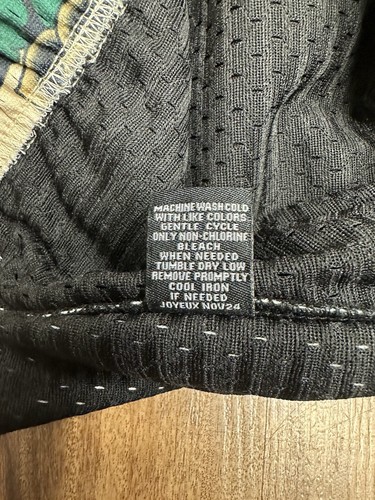 MACHINE WASH COLD
WITH LIKE COLORS
GENTLE CYCLE
ONLY NON-CHLORINE
BLEACH
WHEN NEEDED
TUMBLE DRY LOW
REMOVE PROMPTLY
COOL IRON
IF NEEDED
JOYEUX NOV24